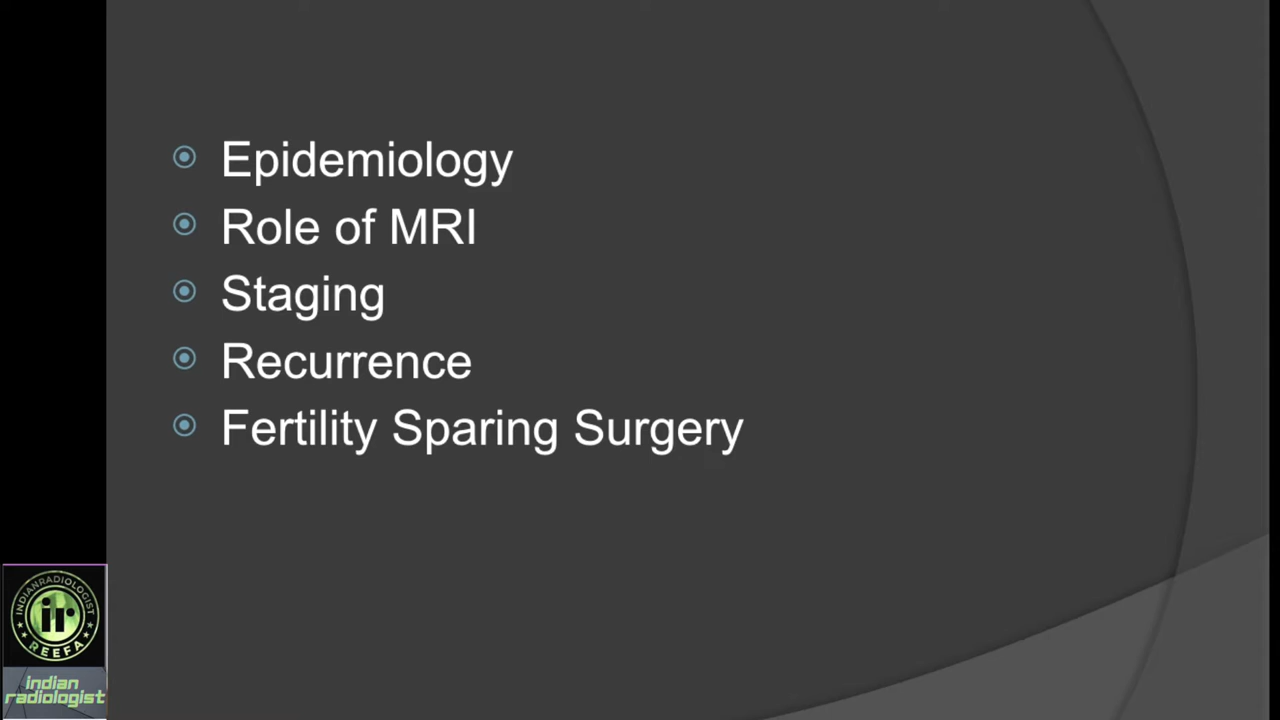 Epidemiology
Role of MRI
Staging
Recurrence
Fertility Sparing Surgery
INDIANRADIOLOGIST
ir
REEFA
indian
radiologist